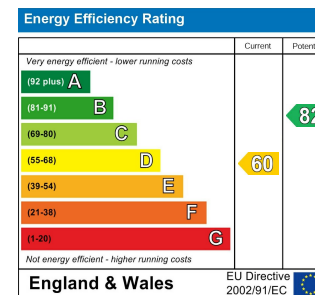 Energy Efficiency Rating
Current Potent
Very energy efficient - lower running costs
(92 plus) A
(81-91) B
82
(69-80) C
(55-68) D
60
(39-54) E
(21-38) F
(1-20) G
Not energy efficient - higher running costs
England & Wales
EU Directive
2002/91/EC